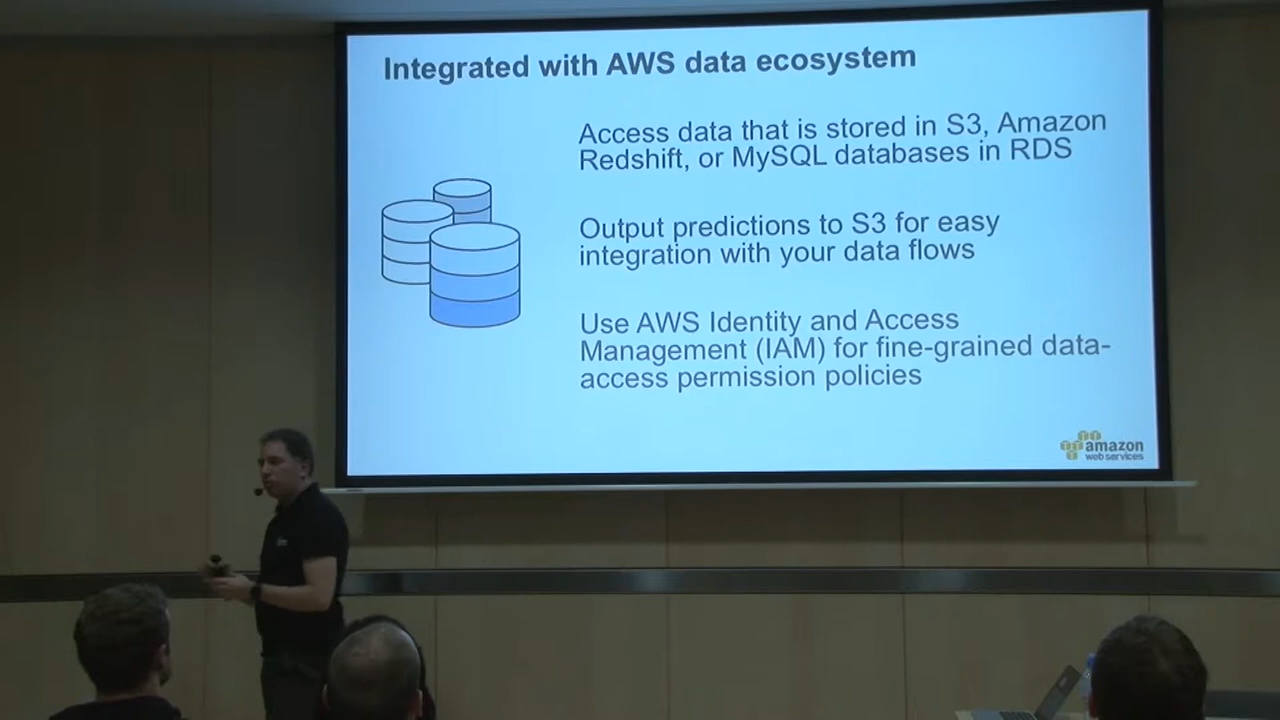 Integrated with AWS data ecosystem
Access data that is stored in S3, Amazon
Redshift, or MySQL databases in RDS
Output predictions to S3 for easy
integration with your data flows
Use AWS Identity and Access
Management (IAM) for fine-grained data-
access permission policies
amazon
web services